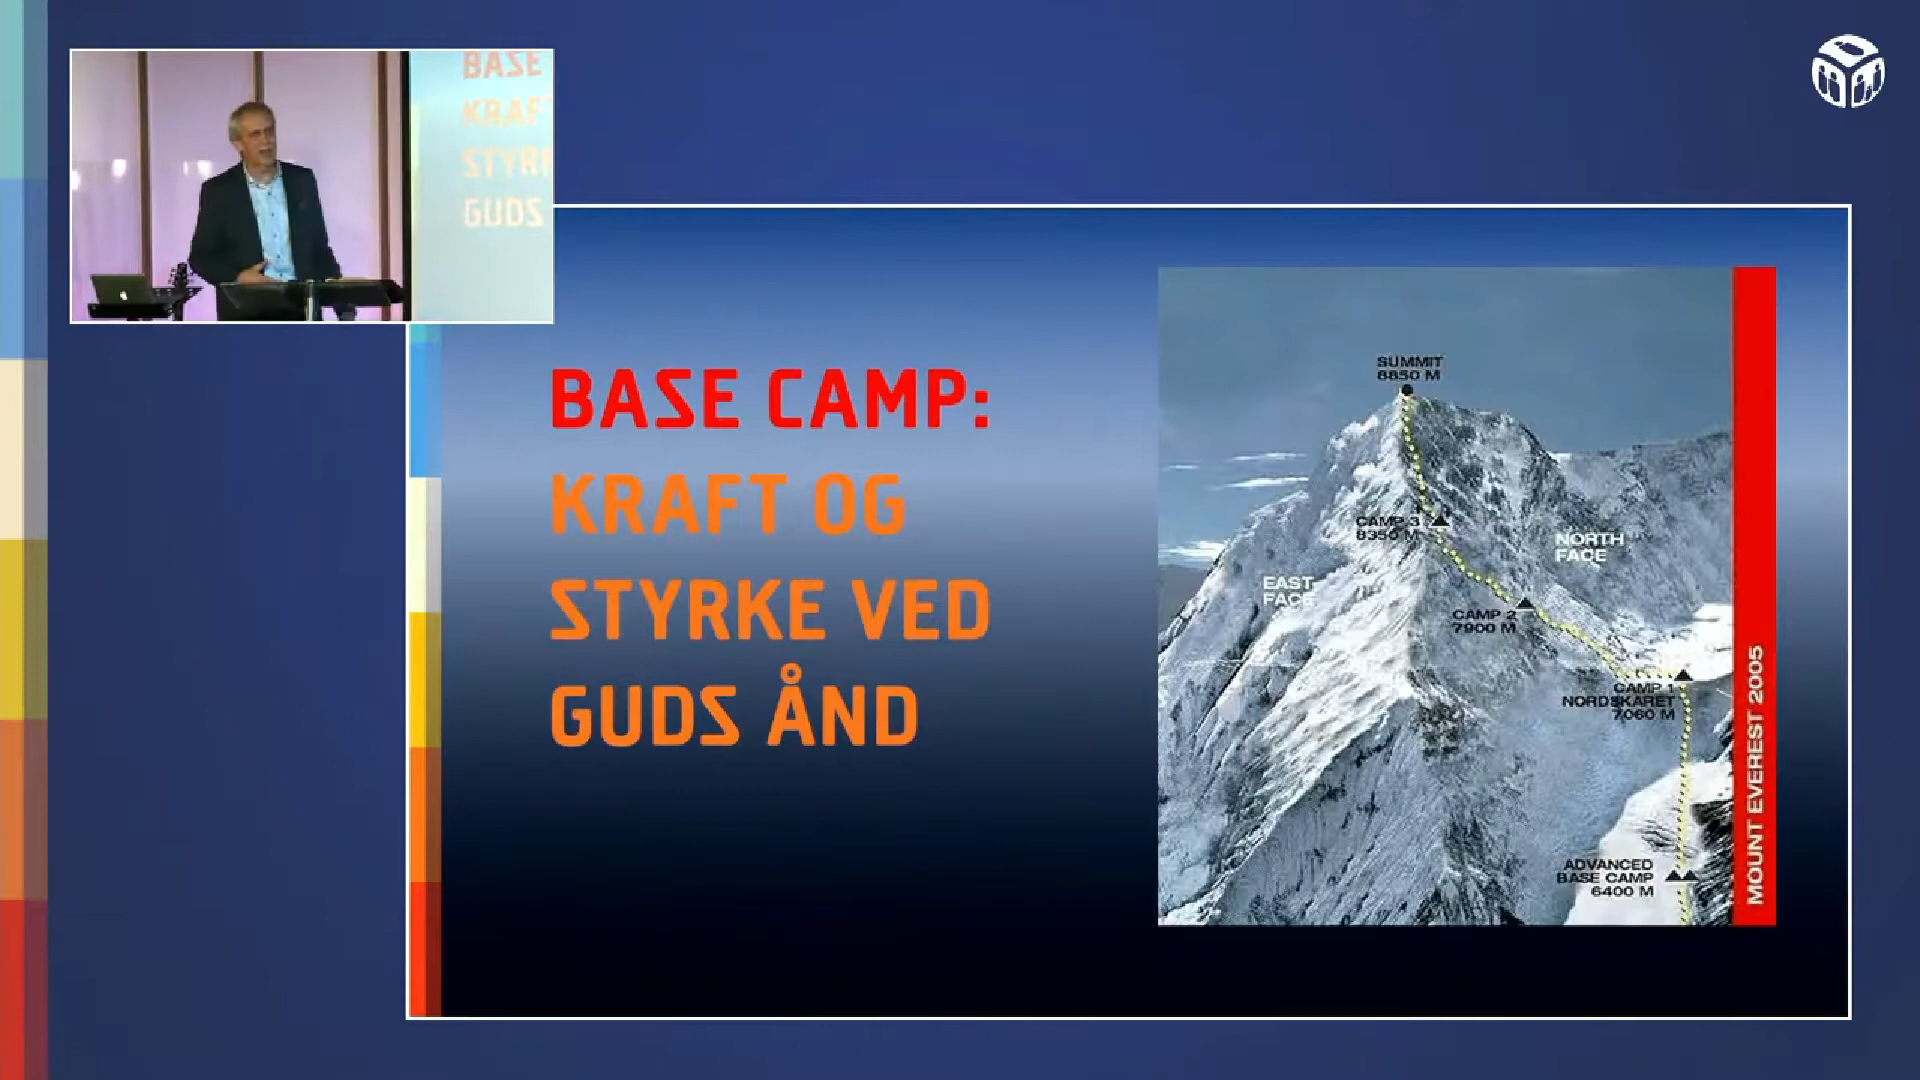 BASE
KRAF
STYR
GUDS
BASE CAMP:
KRAFT OG
STYRKE VED
GUDS ÅND
SUMMIT
8850 M
CAMP 3
8350 M
NORTH
FACE
EAST
FACE
CAMP 2
7900 M
CAMP 1
NORDSKARET
7060 M
ADVANCED
BASE CAMP
6400 M
MOUNT EVEREST 2005